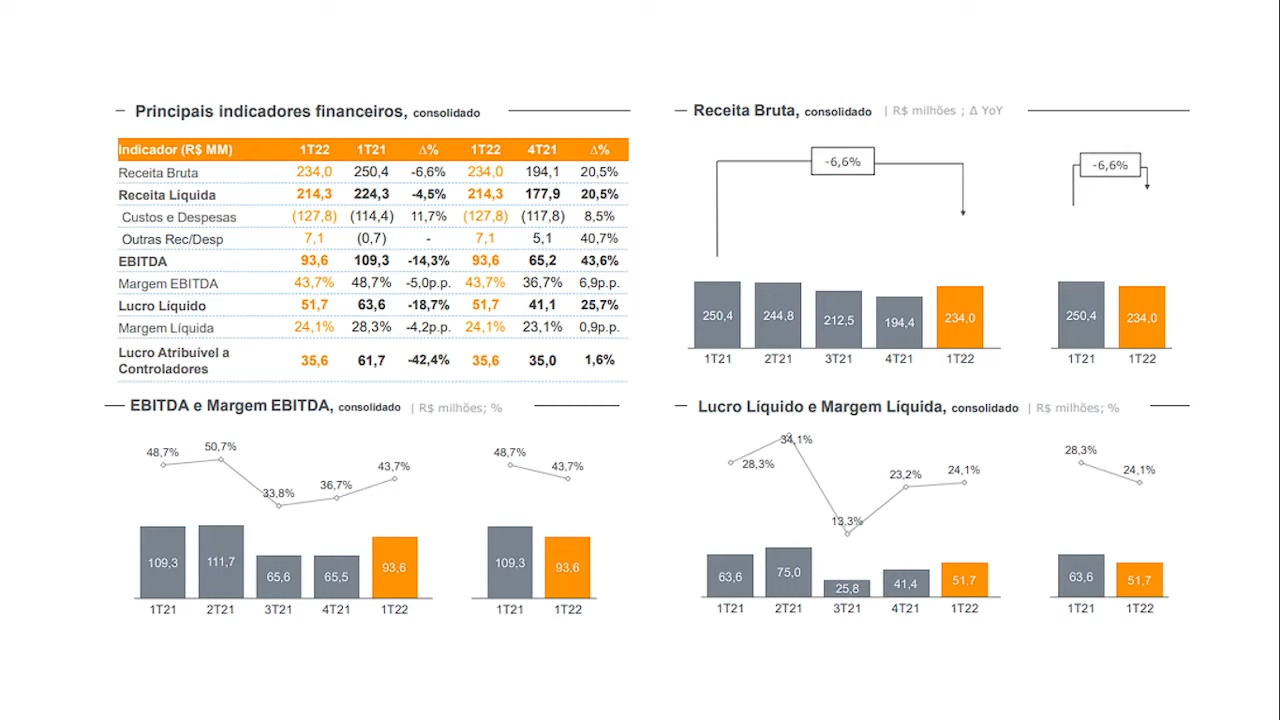 Principais indicadores financeiros, consolidado
Indicador (R$ MM) 1T22 1T21 Δ% 1T22 4T21 Δ%
Receita Bruta 234,0 250,4 -6,6% 234,0 194,1 20,5%
Receita Líquida 214,3 224,3 -4,5% 214,3 177,9 20,5%
Custos e Despesas (127,8) (114,4) 11,7% (127,8) (117,8) 8,5%
Outras Rec/Desp 7,1 (0,7) - 7,1 5,1 40,7%
EBITDA 93,6 109,3 -14,3% 93,6 65,2 43,6%
Margem EBITDA 43,7% 48,7% -5,0p.p. 43,7% 36,7% 6,9p.p.
Lucro Líquido 51,7 63,6 -18,7% 51,7 41,1 25,7%
Margem Líquida 24,1% 28,3% -4,2p.p. 24,1% 23,1% 0,9p.p.
Lucro Atribuível a
Controladores 35,6 61,7 -42,4% 35,6 35,0 1,6%
Receita Bruta, consolidado | R$ milhões ; Δ YoY
-6,6% -6,6%
250,4 244,8 212,5 194,4 234,0 250,4 234,0
1T21 2T21 3T21 4T21 1T22 1T21 1T22
EBITDA e Margem EBITDA, consolidado | R$ milhões; %
48,7% 50,7% 33,8% 36,7% 43,7% 48,7% 43,7%
109,3 111,7 65,6 65,5 93,6 109,3 93,6
1T21 2T21 3T21 4T21 1T22 1T21 1T22
Lucro Líquido e Margem Líquida, consolidado | R$ milhões; %
28,3% 34,1% 13,3% 23,2% 24,1% 28,3% 24,1%
63,6 75,0 25,8 41,4 51,7 63,6 51,7
1T21 2T21 3T21 4T21 1T22 1T21 1T22